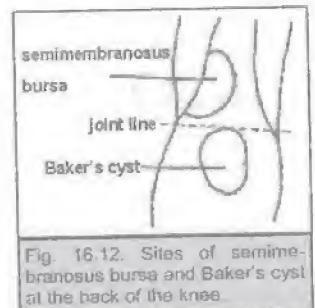 semimembranosus
bursa
joint line
Baker's cyst
Fig. 16.12. Sites of semime-
branosus bursa and Baker's cyst
at the back of the knee